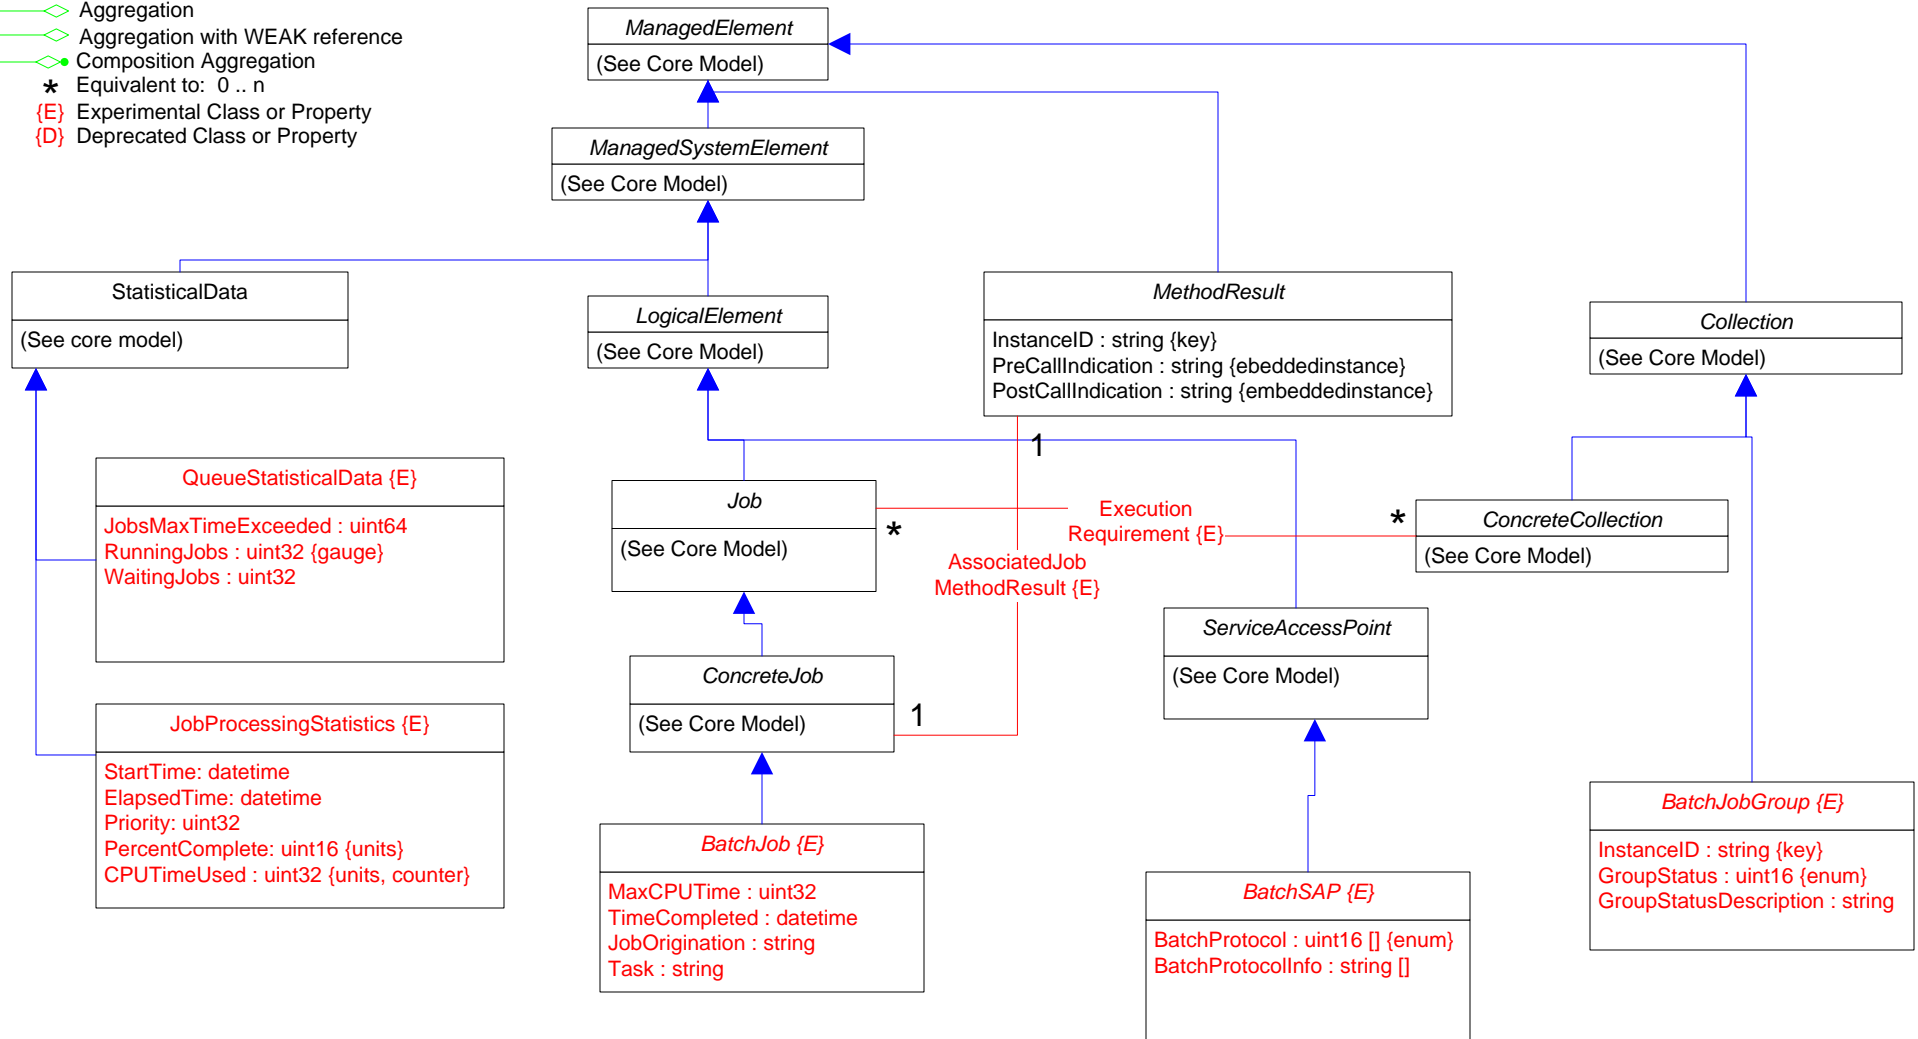 Aggregation
Aggregation with WEAK reference
Composition Aggregation
* Equivalent to: 0 .. n
{E} Experimental Class or Property
{D} Deprecated Class or Property
ManagedElement
(See Core Model)
ManagedSystemElement
(See Core Model)
StatisticalData
(See core model)
LogicalElement
(See Core Model)
MethodResult
InstanceID : string {key}
PreCallIndication : string {ebeddedinstance}
PostCallIndication : string {embeddedinstance}
Collection
(See Core Model)
1
QueueStatisticalData {E}
JobsMaxTimeExceeded : uint64
RunningJobs : uint32 {gauge}
WaitingJobs : uint32
Job
(See Core Model)
*
Execution
Requirement {E}
*
ConcreteCollection
(See Core Model)
AssociatedJob
MethodResult {E}
ServiceAccessPoint
(See Core Model)
ConcreteJob
(See Core Model)
1
JobProcessingStatistics {E}
StartTime: datetime
ElapsedTime: datetime
Priority: uint32
PercentComplete: uint16 {units}
CPUTimeUsed : uint32 {units, counter}
BatchJob {E}
MaxCPUTime : uint32
TimeCompleted : datetime
JobOrigination : string
Task : string
BatchSAP {E}
BatchProtocol : uint16 [] {enum}
BatchProtocolInfo : string []
BatchJobGroup {E}
InstanceID : string {key}
GroupStatus : uint16 {enum}
GroupStatusDescription : string